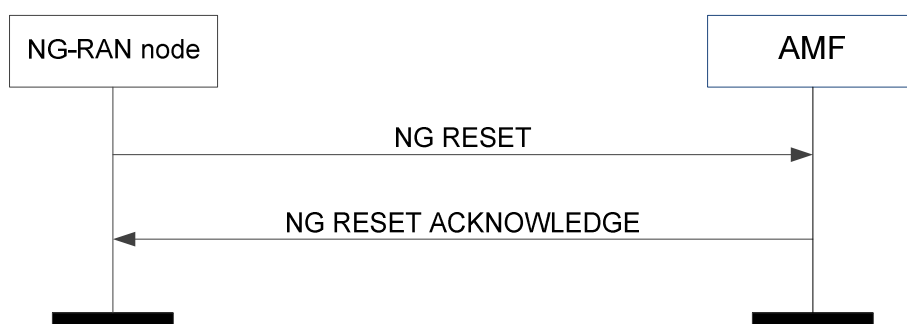 NG-RAN node
AMF
NG RESET
NG RESET ACKNOWLEDGE